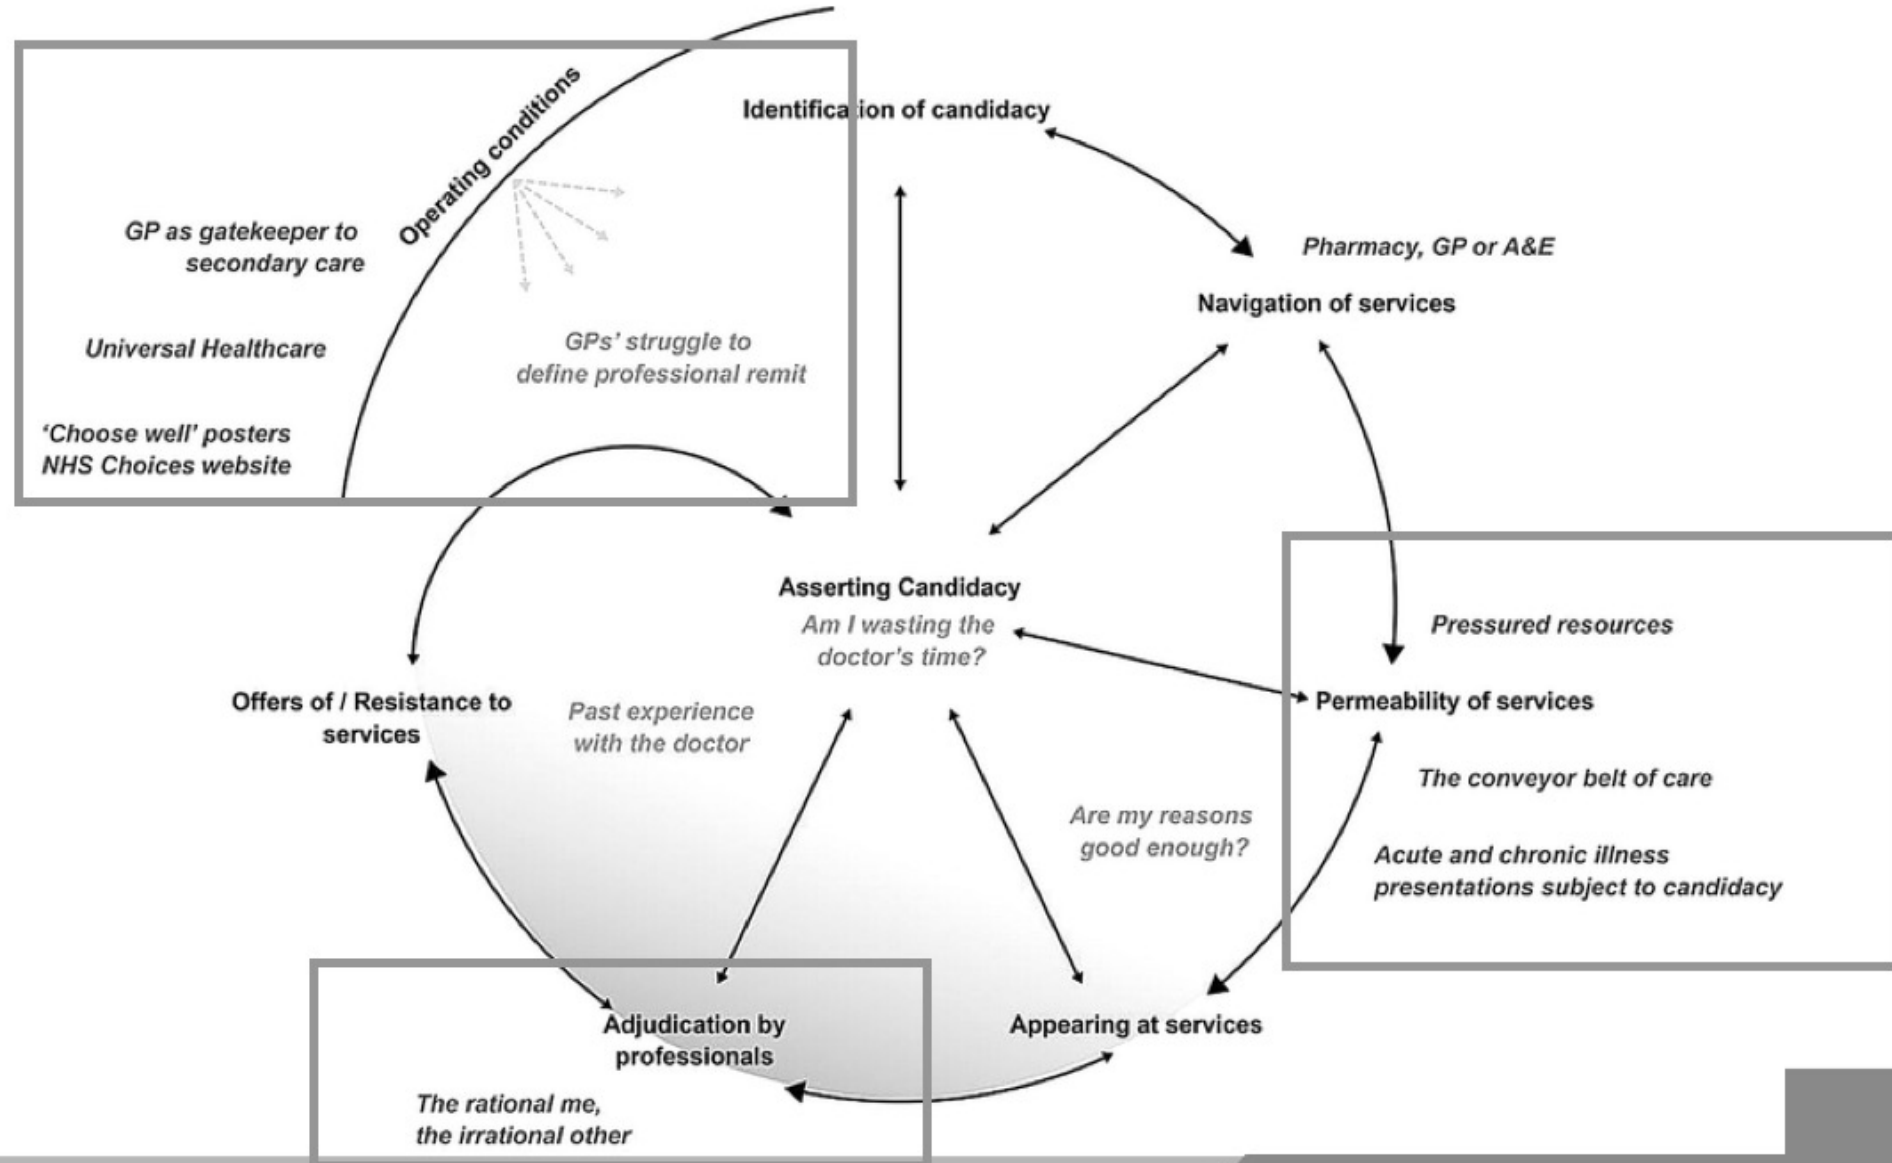 Operating conditions
Identification of candidacy
GP as gatekeeper to
secondary care
Pharmacy, GP or A&E
Navigation of services
Universal Healthcare
GPs’ struggle to
define professional remit
‘Choose well’ posters
NHS Choices website
Asserting Candidacy
Am I wasting the
doctor’s time?
Pressured resources
Permeability of services
Offers of / Resistance to
services
Past experience
with the doctor
The conveyor belt of care
Are my reasons
good enough?
Acute and chronic illness
presentations subject to candidacy
Adjudication by
professionals
Appearing at services
The rational me,
the irrational other